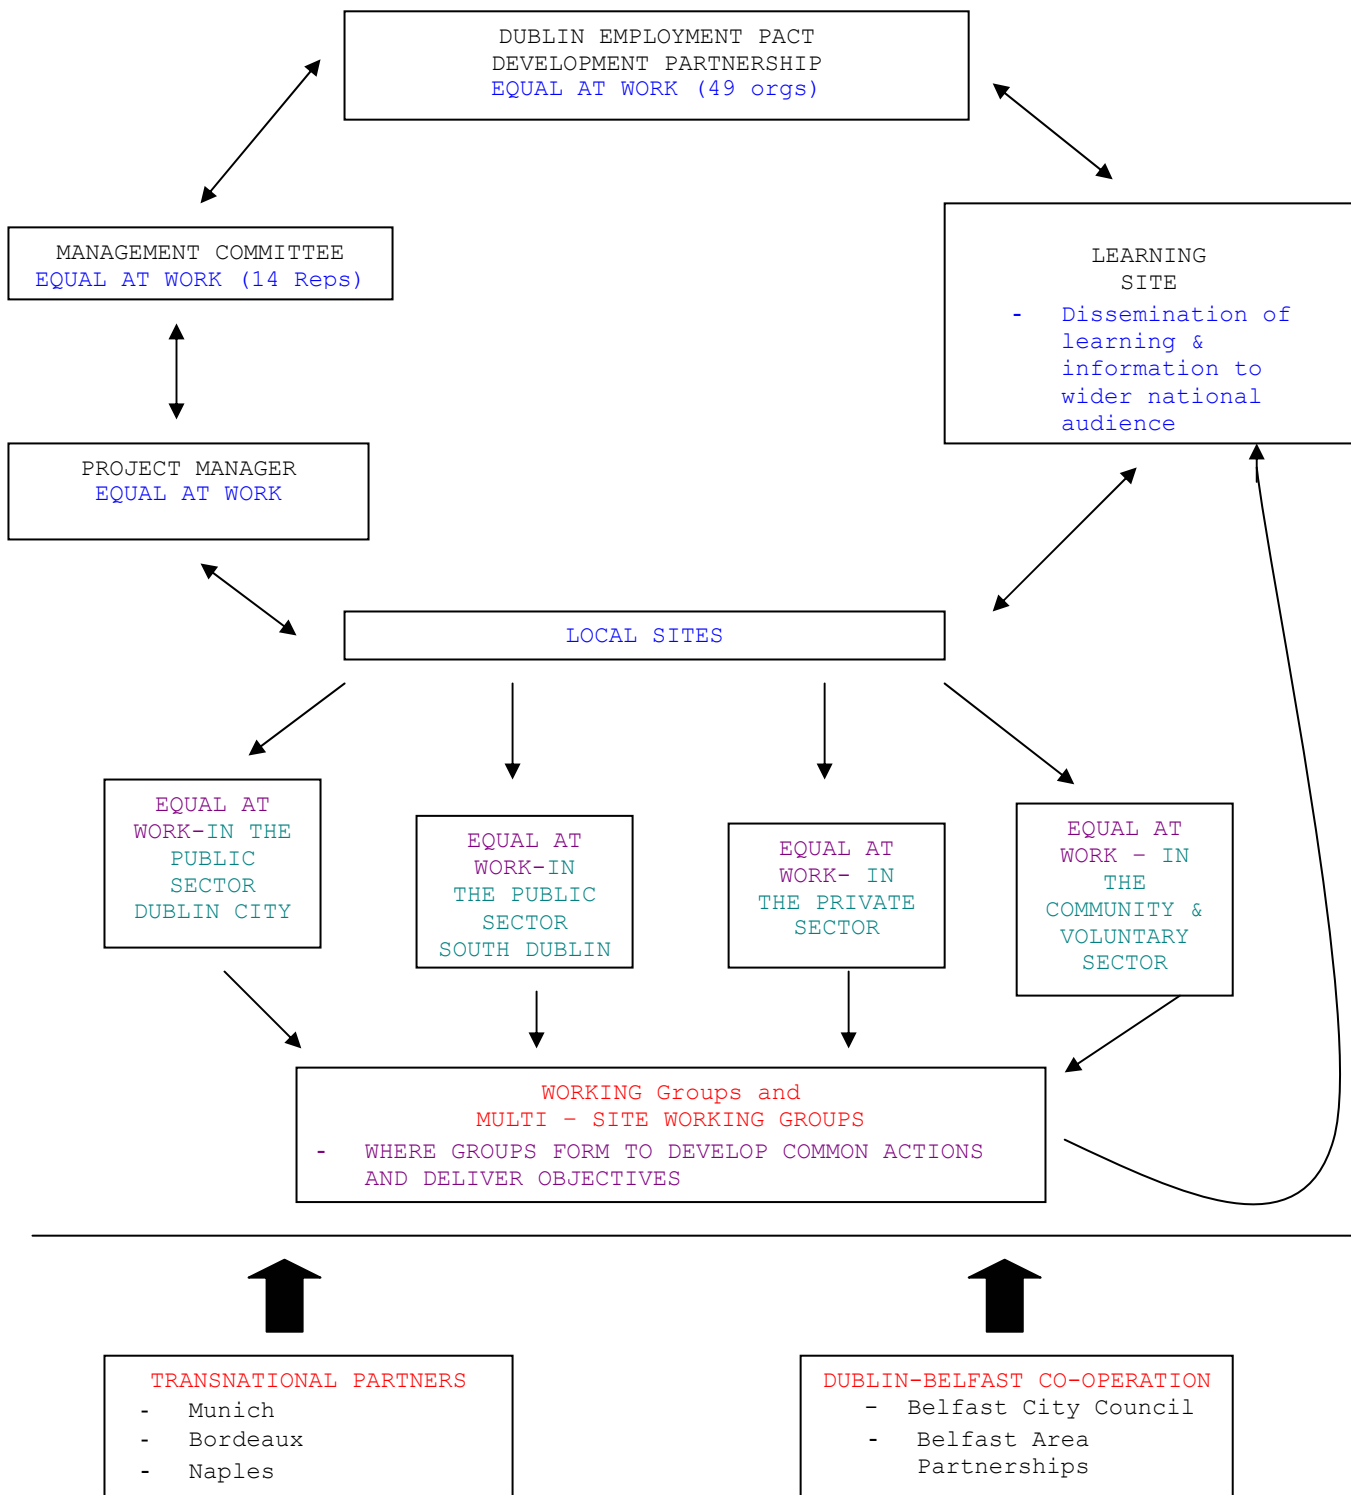 DUBLIN EMPLOYMENT PACT
DEVELOPMENT PARTNERSHIP
EQUAL AT WORK (49 orgs)
MANAGEMENT COMMITTEE
EQUAL AT WORK (14 Reps)
LEARNING
SITE
- Dissemination of
learning &
information to
wider national
audience
PROJECT MANAGER
EQUAL AT WORK
LOCAL SITES
EQUAL AT
WORK-IN THE
PUBLIC
SECTOR
DUBLIN CITY
EQUAL AT
WORK-IN
THE PUBLIC
SECTOR
SOUTH DUBLIN
EQUAL AT
WORK- IN
THE PRIVATE
SECTOR
EQUAL AT
WORK – IN
THE
COMMUNITY &
VOLUNTARY
SECTOR
WORKING Groups and
MULTI – SITE WORKING GROUPS
- WHERE GROUPS FORM TO DEVELOP COMMON ACTIONS
AND DELIVER OBJECTIVES
TRANSNATIONAL PARTNERS
- Munich
- Bordeaux
- Naples
DUBLIN-BELFAST CO-OPERATION
- Belfast City Council
- Belfast Area
Partnerships